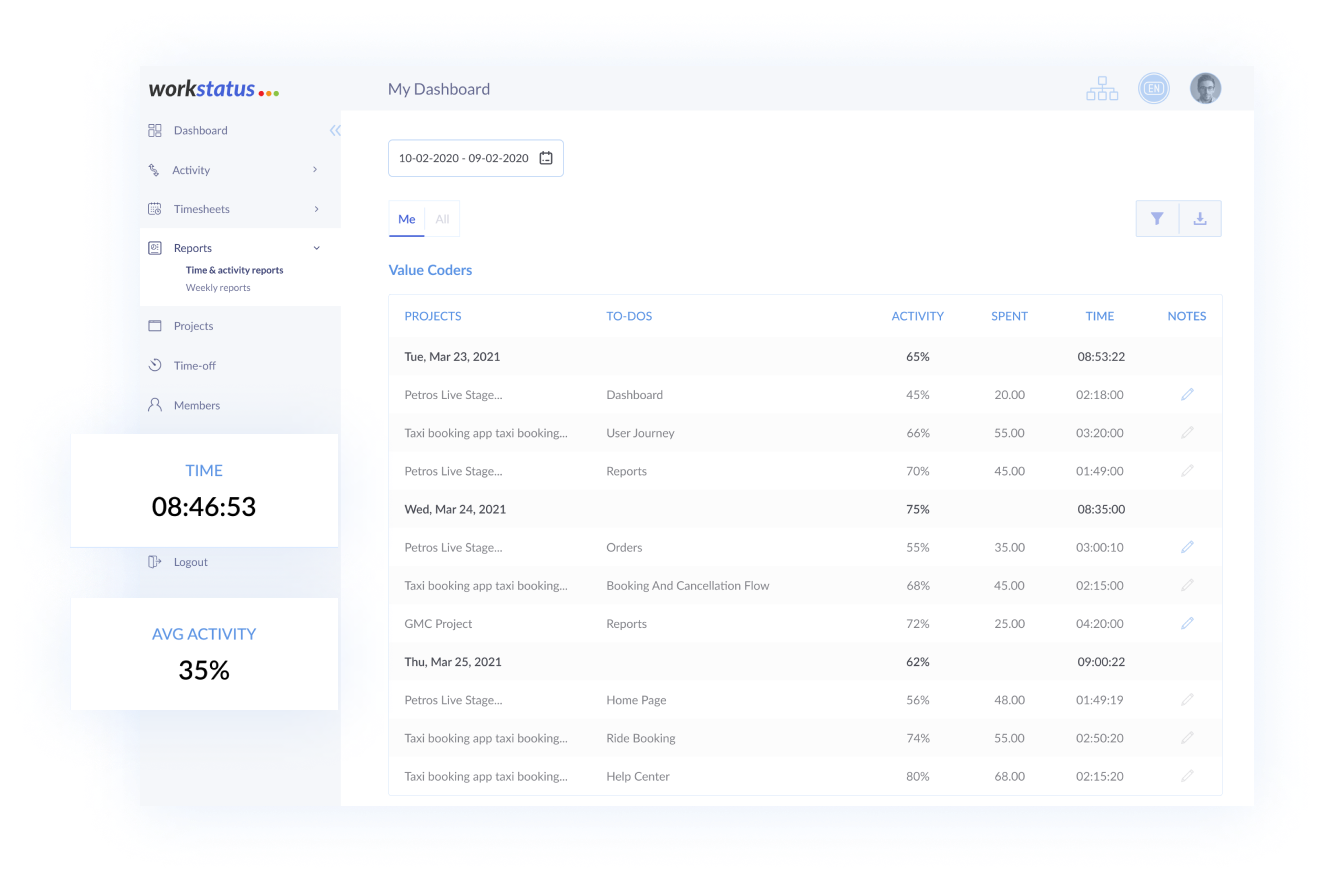 workstatus...
My Dashboard
EN
Dashboard
Activity
Timesheets
Reports
Time & activity reports
Weekly reports
Projects
Time-off
Members
TIME
08:46:53
Logout
AVG ACTIVITY
35%
10-02-2020 - 09-02-2020
Me All
Value Coders
PROJECTS TO-DOS ACTIVITY SPENT TIME NOTES
Tue, Mar 23, 2021 65% 08:53:22
Petros Live Stage... Dashboard 45% 20.00 02:18:00
Taxi booking app taxi booking... User Journey 66% 55.00 03:20:00
Petros Live Stage... Reports 70% 45.00 01:49:00
Wed, Mar 24, 2021 75% 08:35:00
Petros Live Stage... Orders 55% 35.00 03:00:10
Taxi booking app taxi booking... Booking And Cancellation Flow 68% 45.00 02:15:00
GMC Project Reports 72% 25.00 04:20:00
Thu, Mar 25, 2021 62% 09:00:22
Petros Live Stage... Home Page 56% 48.00 01:49:19
Taxi booking app taxi booking... Ride Booking 74% 55.00 02:50:20
Taxi booking app taxi booking... Help Center 80% 68.00 02:15:20